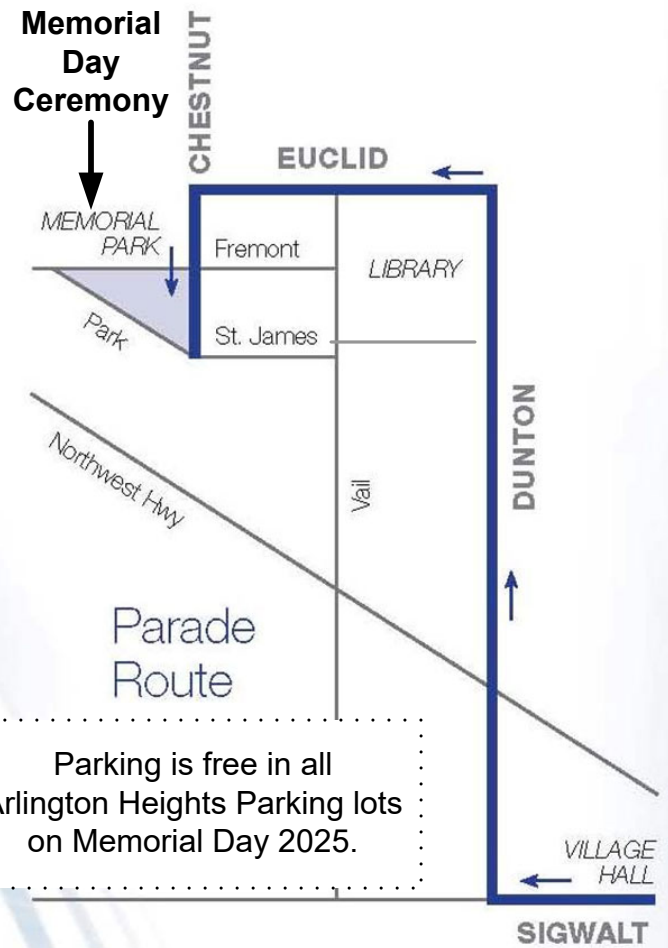 Memorial
Day
Ceremony
CHESTNUT
EUCLID
MEMORIAL
PARK
Fremont
LIBRARY
Park
St. James
Northwest Hwy
Vail
DUNTON
Parade
Route
Parking is free in all
Arlington Heights Parking lots
on Memorial Day 2025.
VILLAGE
HALL
SIGWALT